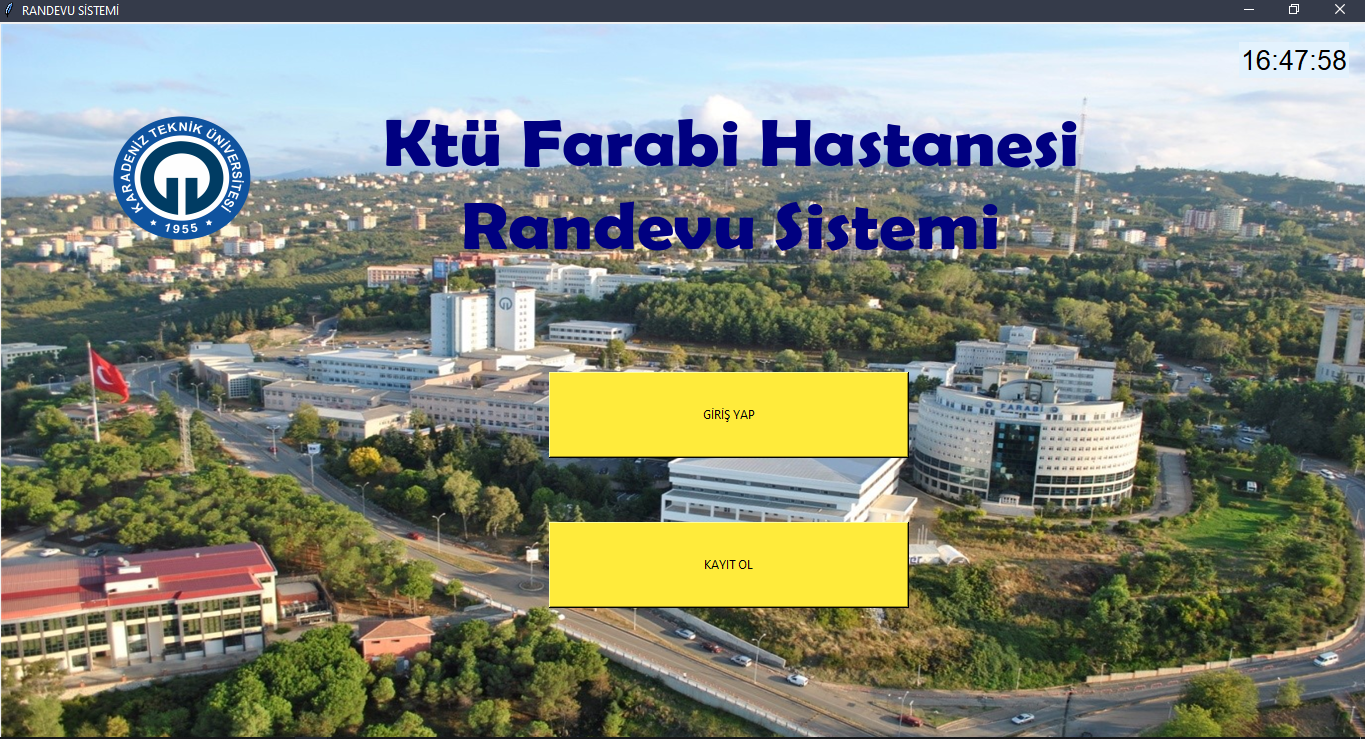 RANDEVU SİSTEMİ
16:47:58
KARADENİZ TEKNİK ÜNİVERSİTESİ
1955
Ktü Farabi Hastanesi
Randevu Sistemi
FARABİ
GİRİŞ YAP
KAYIT OL